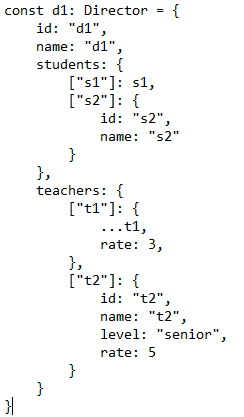 const d1: Director = {
    id: "d1",
    name: "d1",
    students: {
        ["s1"]: s1,
        ["s2"]: {
            id: "s2",
            name: "s2"
        }
    },
    teachers: {
        ["t1"]: {
            ...t1,
            rate: 3,
        },
        ["t2"]: {
            id: "t2",
            name: "t2",
            level: "senior",
            rate: 5
        }
    }
}